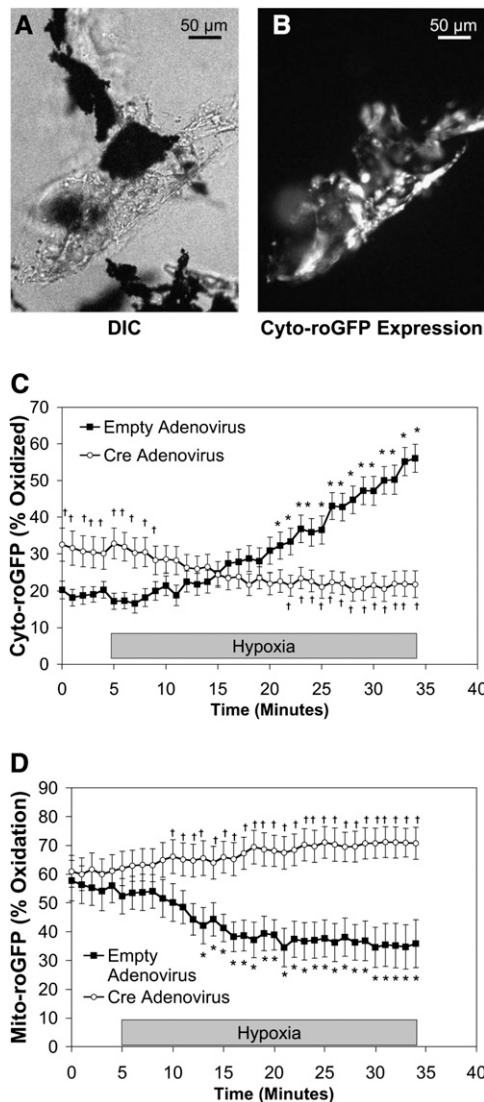 A
50 µm
B
50 µm
DIC
Cyto-roGFP Expression
C
Cyto-roGFP (% Oxidized)
70
60
50
40
30
20
10
0
Empty Adenovirus
Cre Adenovirus
Hypoxia
0 5 10 15 20 25 30 35 40
Time (Minutes)
D
Mito-roGFP (% Oxidation)
90
80
70
60
50
40
30
20
10
0
Empty
Adenovirus
Cre Adenovirus
Hypoxia
0 5 10 15 20 25 30 35 40
Time (Minutes)